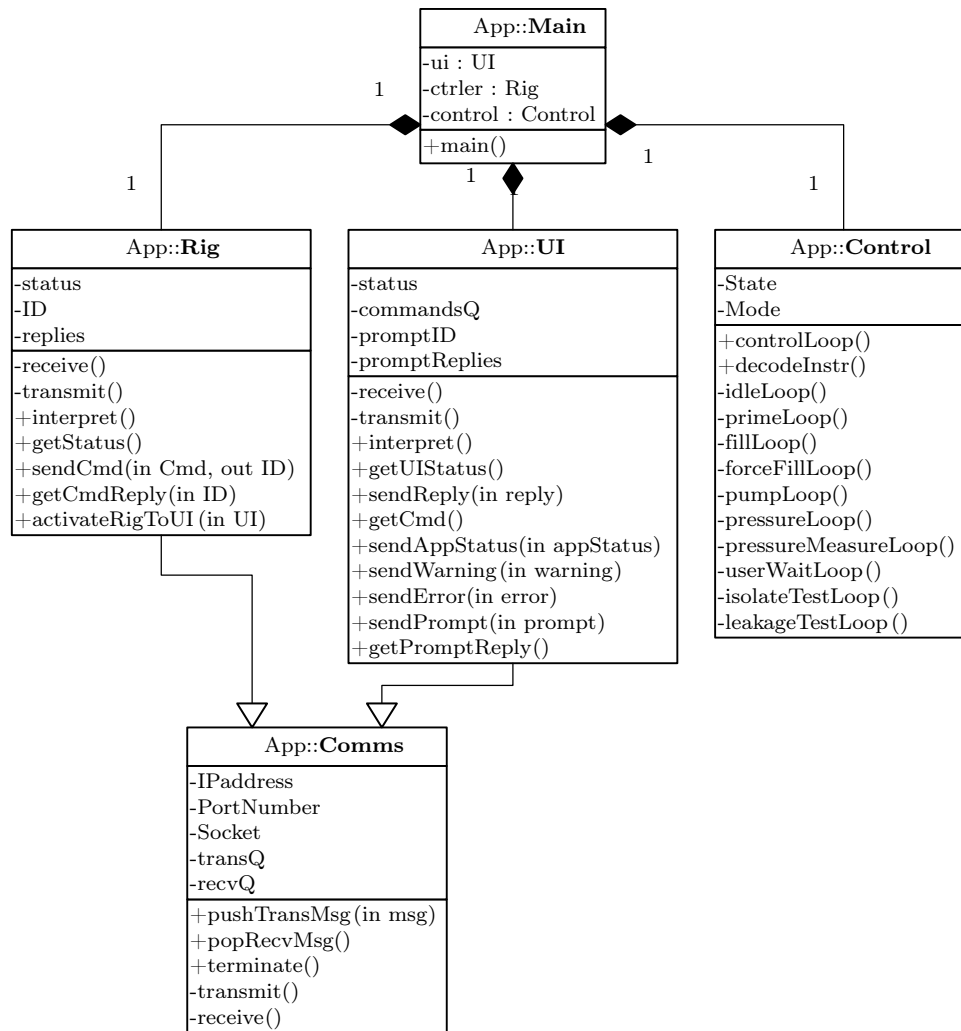 App::Main
-ui : UI
-ctrler : Rig
-control : Control
+main()
1
1
1
1
1
1
App::Rig
-status
-ID
-replies
-receive()
-transmit()
+interpret()
+getStatus()
+sendCmd(in Cmd, out ID)
+getCmdReply(in ID)
+activateRigToUI(in UI)
App::UI
-status
-commandsQ
-promptID
-promptReplies
-receive()
-transmit()
+interpret()
+getUIStatus()
+sendReply(in reply)
+getCmd()
+sendAppStatus(in appStatus)
+sendWarning(in warning)
+sendError(in error)
+sendPrompt(in prompt)
+getPromptReply()
App::Control
-State
-Mode
+controlLoop()
+decodeInstr()
-idleLoop()
-primeLoop()
-fillLoop()
-forceFillLoop()
-pumpLoop()
-pressureLoop()
-pressureMeasureLoop()
-userWaitLoop()
-isolateTestLoop()
-leakageTestLoop()
App::Comms
-IPaddress
-PortNumber
-Socket
-transQ
-recvQ
+pushTransMsg(in msg)
+popRecvMsg()
+terminate()
-transmit()
-receive()